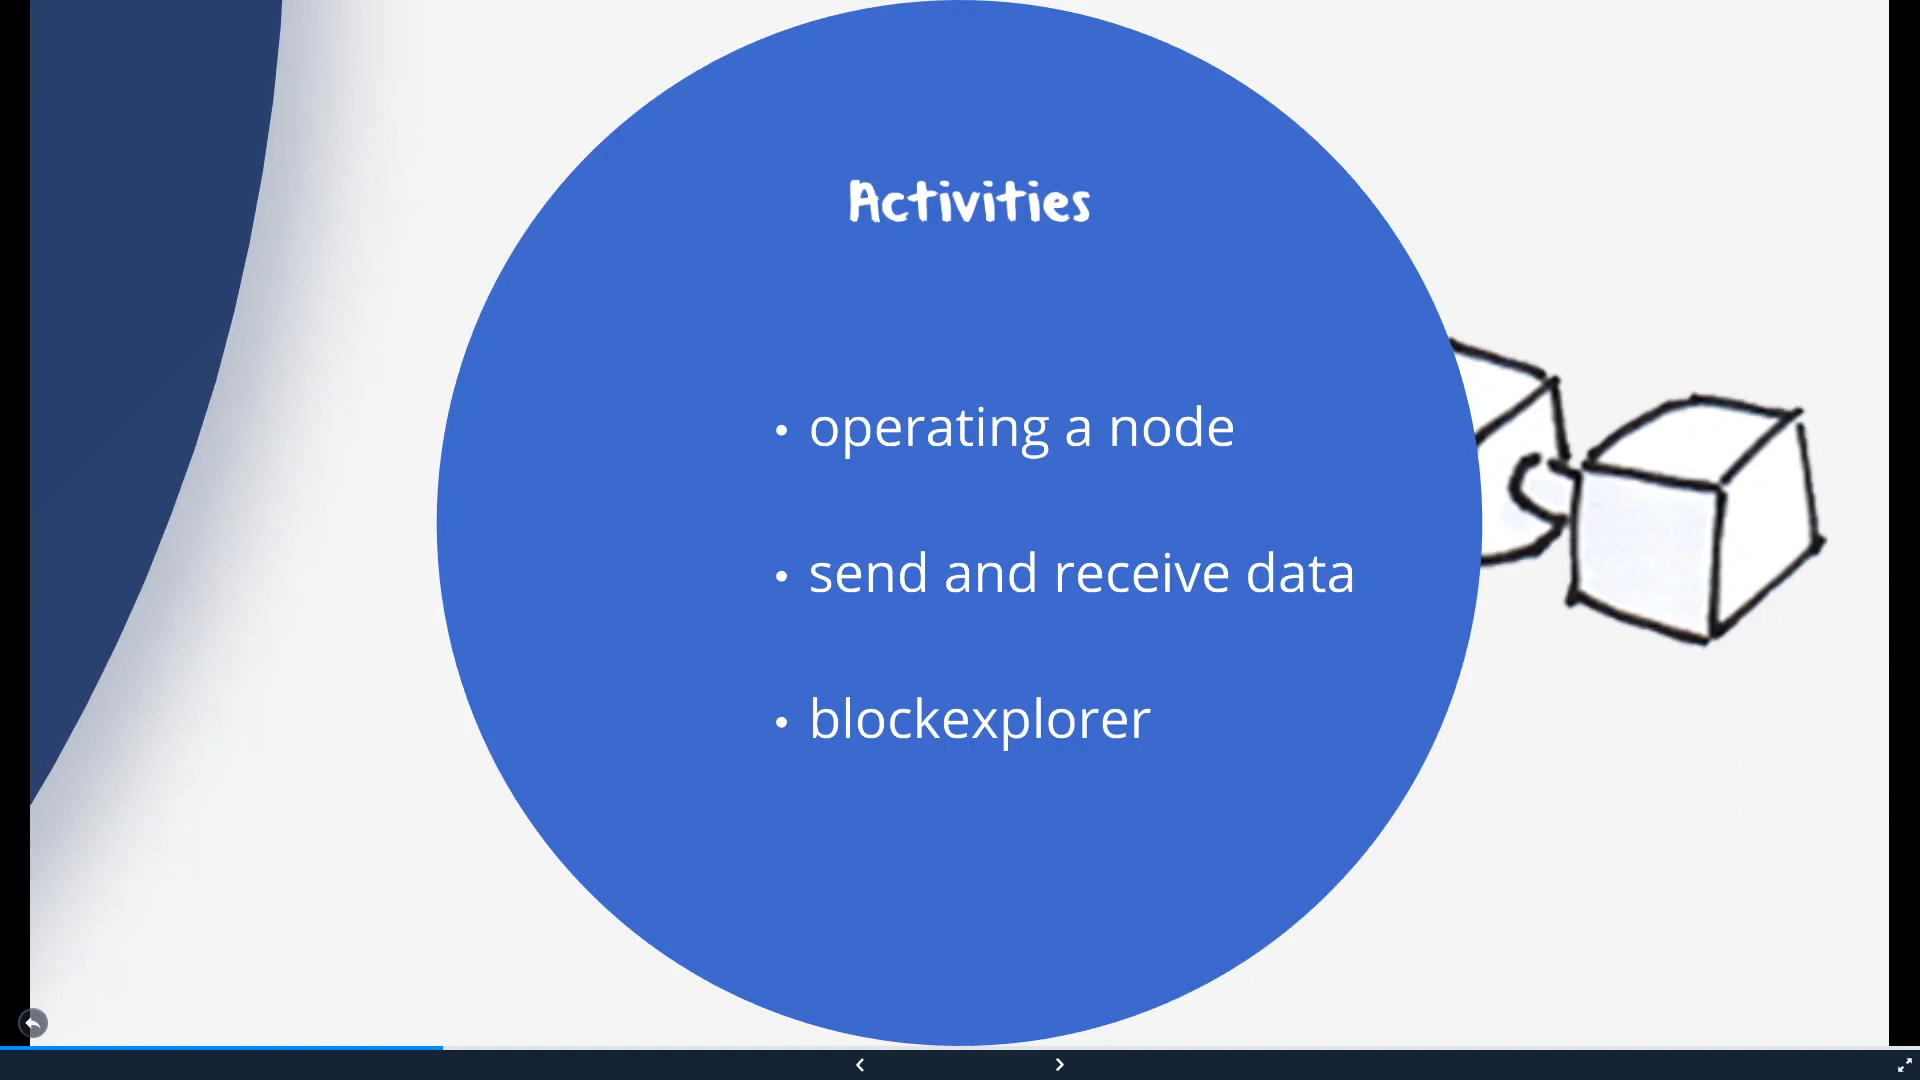 Activities
• operating a node
• send and receive data
• blockexplorer